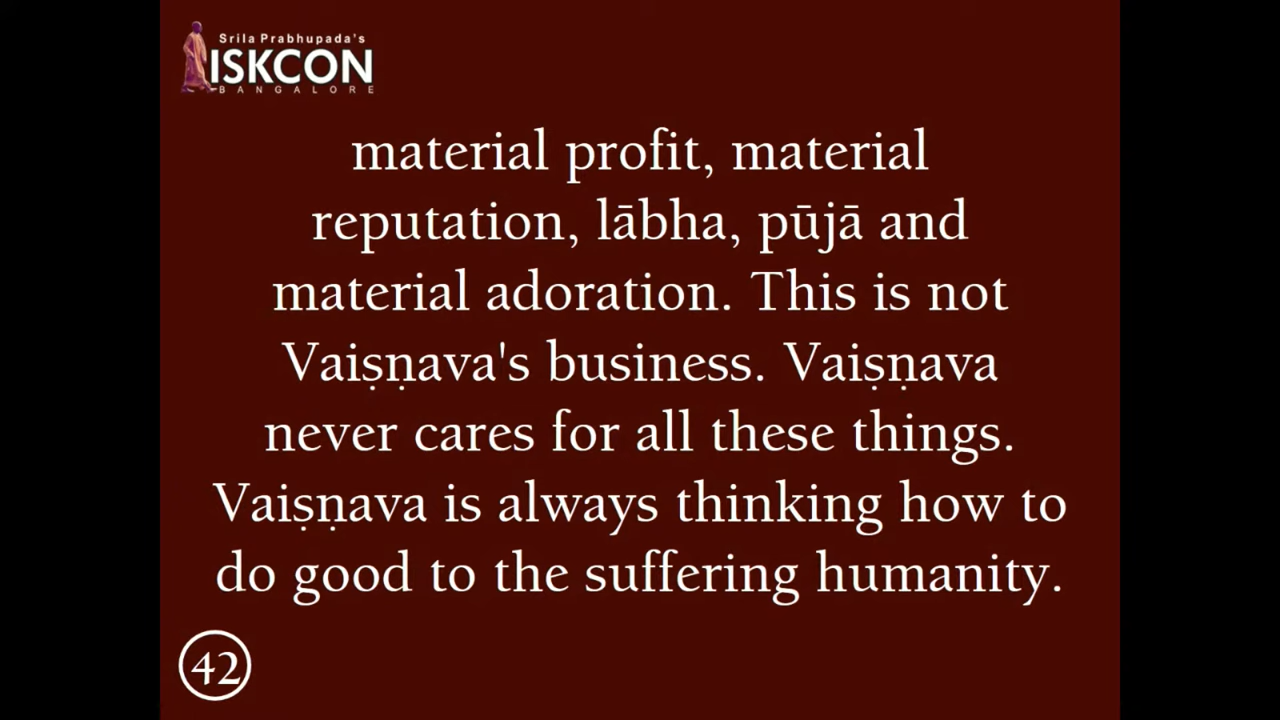 Srila Prabhupada's
ISKCON
BANGALORE
material profit, material
reputation, lābha, pūjā and
material adoration. This is not
Vaiṣṇava's business. Vaiṣṇava
never cares for all these things.
Vaiṣṇava is always thinking how to
do good to the suffering humanity.
42